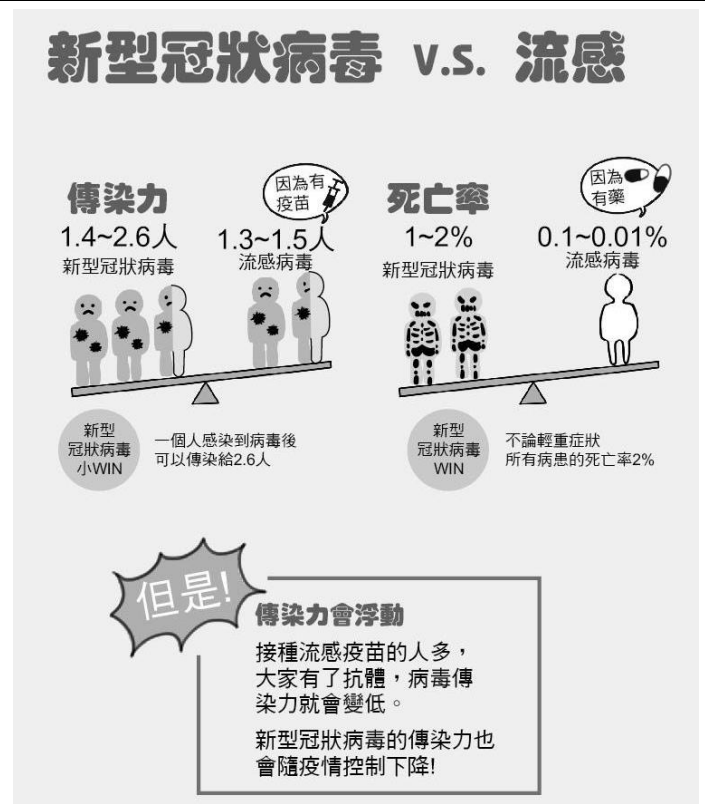 新型冠狀病毒 V.S. 流感
傳染力
因為有
疫苗
1.4~2.6人
新型冠狀病毒
1.3~1.5人
流感病毒
新型
冠狀病毒
小WIN
一個人感染到病毒後
可以傳染給2.6人
死亡率
因為
有藥
1~2%
新型冠狀病毒
0.1~0.01%
流感病毒
新型
冠狀病毒
WIN
不論輕重症狀
所有病患的死亡率2%
但是!
傳染力會浮動
接種流感疫苗的人多，
大家有了抗體，病毒傳
染力就會變低。
新型冠狀病毒的傳染力也
會隨疫情控制下降!